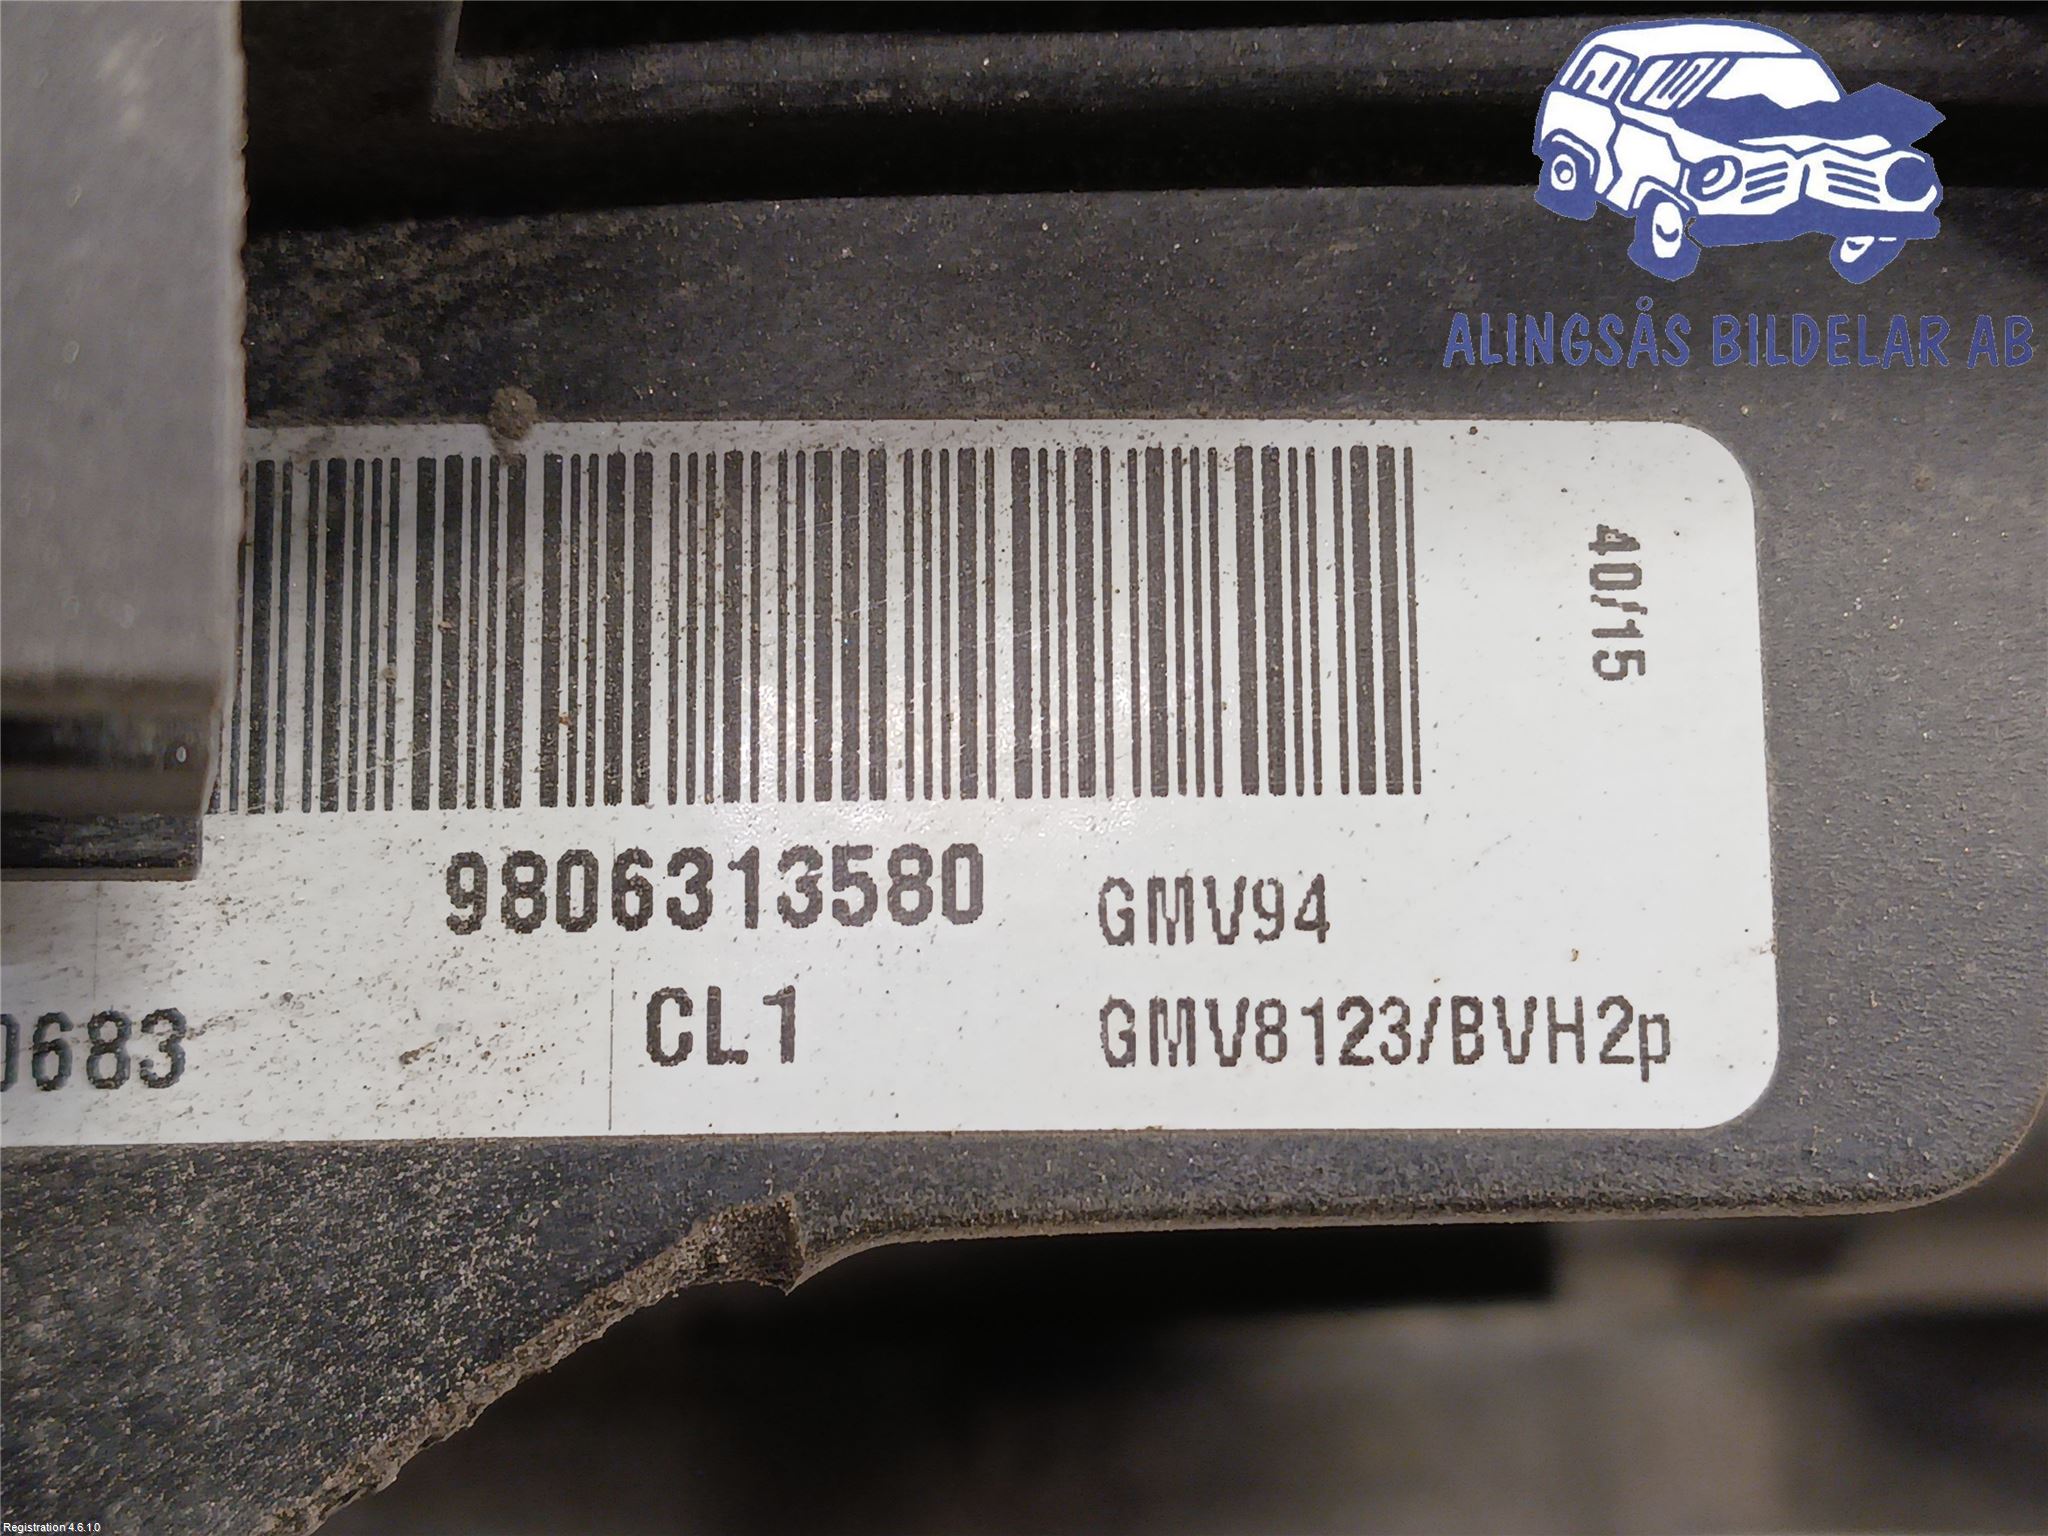 ALINGSÅS BILDELAR AB
40/15
9806313580 GMV94
0683 CL1 GMV8123/BVH2p
Registration 4.6.1.0